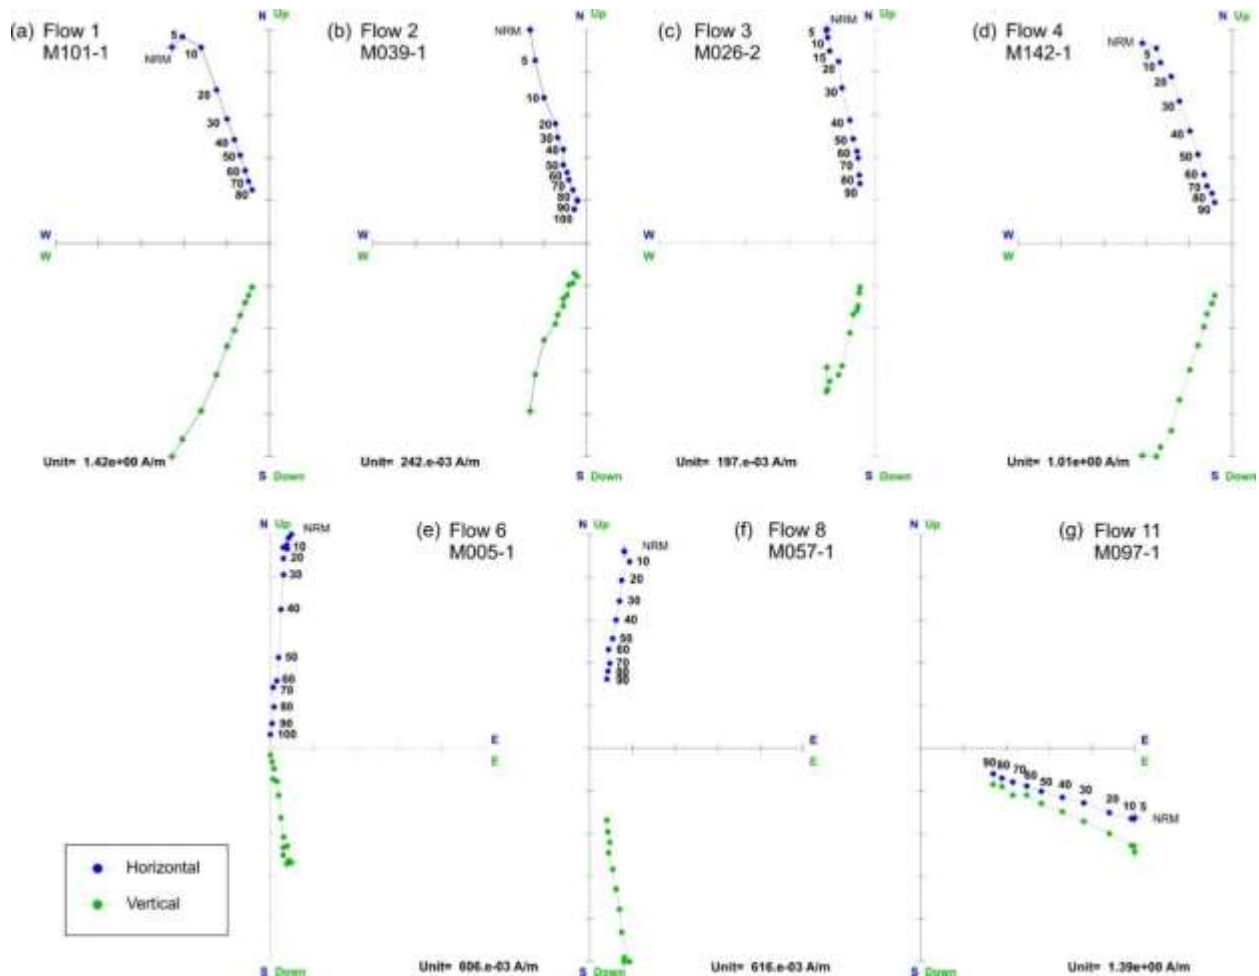 (a) Flow 1
M101-1
N Up
NRM
5
10
20
30
40
50
60
70
80
W
W
Unit= 1.42e+00 A/m
S Down
(b) Flow 2
M039-1
N Up
NRM
5
10
20
30
40
50
60
70
80
90
100
W
W
Unit= 242.e-03 A/m
S Down
(c) Flow 3
M026-2
N Up
NRM
5
10
15
20
30
40
50
60
70
80
90
W
W
Unit= 197.e-03 A/m
S Down
(d) Flow 4
M142-1
N Up
NRM
5
10
20
30
40
50
60
70
80
90
W
W
Unit= 1.01e+00 A/m
S Down
(e) Flow 6
M005-1
N Up
NRM
10
20
30
40
50
60
70
80
90
100
E
E
Unit= 606.e-03 A/m
S Down
(f) Flow 8
M057-1
N Up
NRM
10
20
30
40
50
60
70
80
90
E
E
Unit= 616.e-03 A/m
S Down
(g) Flow 11
M097-1
N Up
90 80 70 60 50 40 30 20 10 5
NRM
E
E
Unit= 1.39e+00 A/m
S Down
Horizontal
Vertical